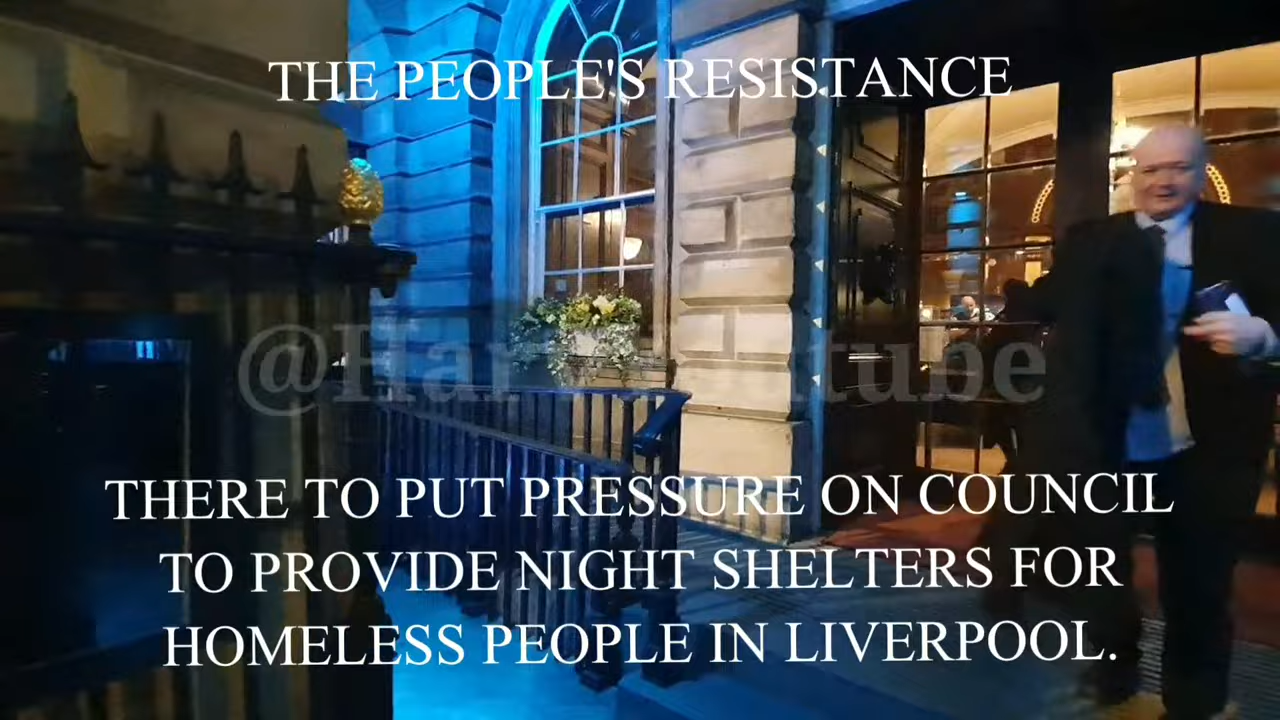 THE PEOPLE'S RESISTANCE
THERE TO PUT PRESSURE ON COUNCIL
TO PROVIDE NIGHT SHELTERS FOR
HOMELESS PEOPLE IN LIVERPOOL.